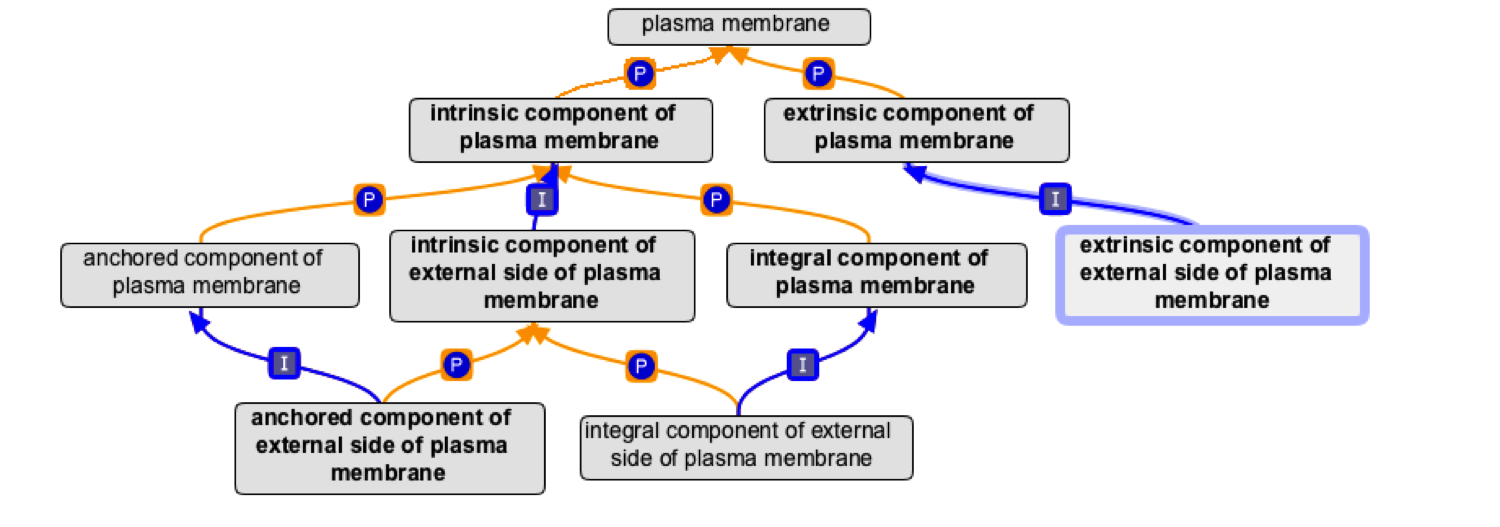 plasma membrane
P
P
intrinsic component of
plasma membrane
extrinsic component of
plasma membrane
P
I
P
I
anchored component of
plasma membrane
intrinsic component of
external side of plasma
membrane
integral component of
plasma membrane
extrinsic component of
external side of plasma
membrane
I
P
P
I
anchored component of
external side of plasma
membrane
integral component of external
side of plasma membrane